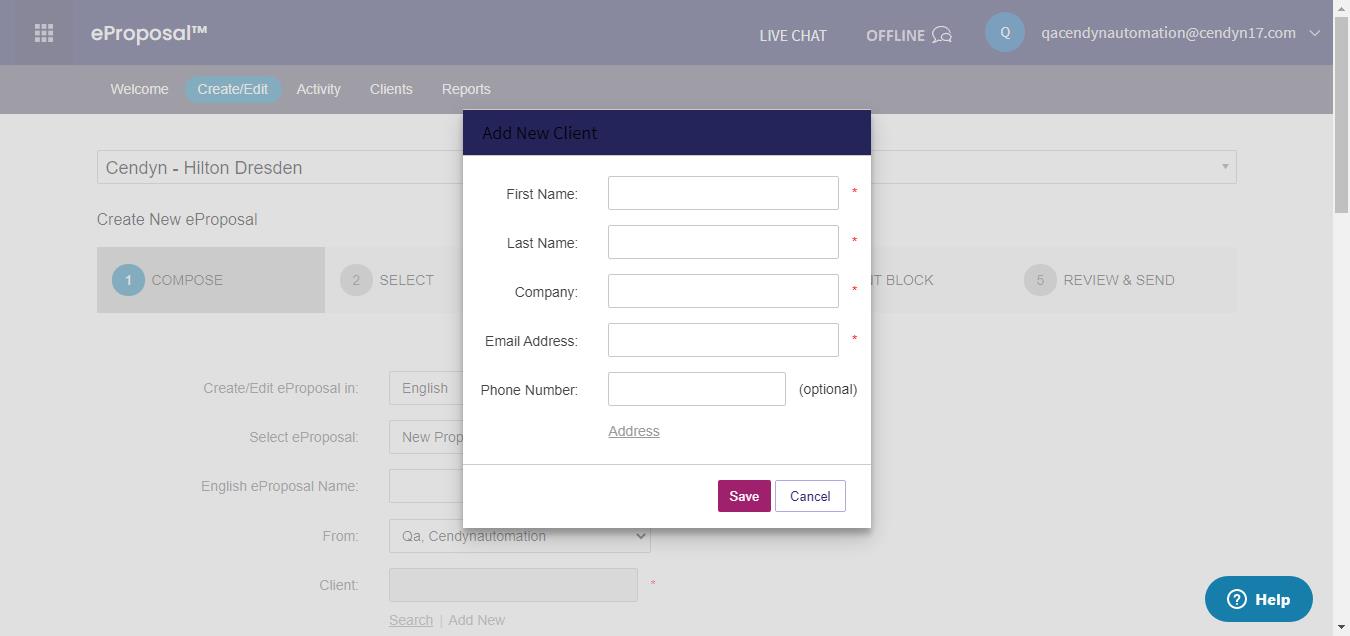 eProposal™
LIVE CHAT
OFFLINE
Q
qacendynautomation@cendyn17.com
Welcome
Create/Edit
Activity
Clients
Reports
Add New Client
Cendyn - Hilton Dresden
First Name:
*
Create New eProposal
Last Name:
*
1 COMPOSE
2 SELECT
NT BLOCK
5 REVIEW & SEND
Company:
*
Email Address:
*
Create/Edit eProposal in:
English
Phone Number:
(optional)
Address
Select eProposal:
New Prop
English eProposal Name:
Save
Cancel
From:
Qa, Cendynautomation
Client:
*
Search | Add New
? Help